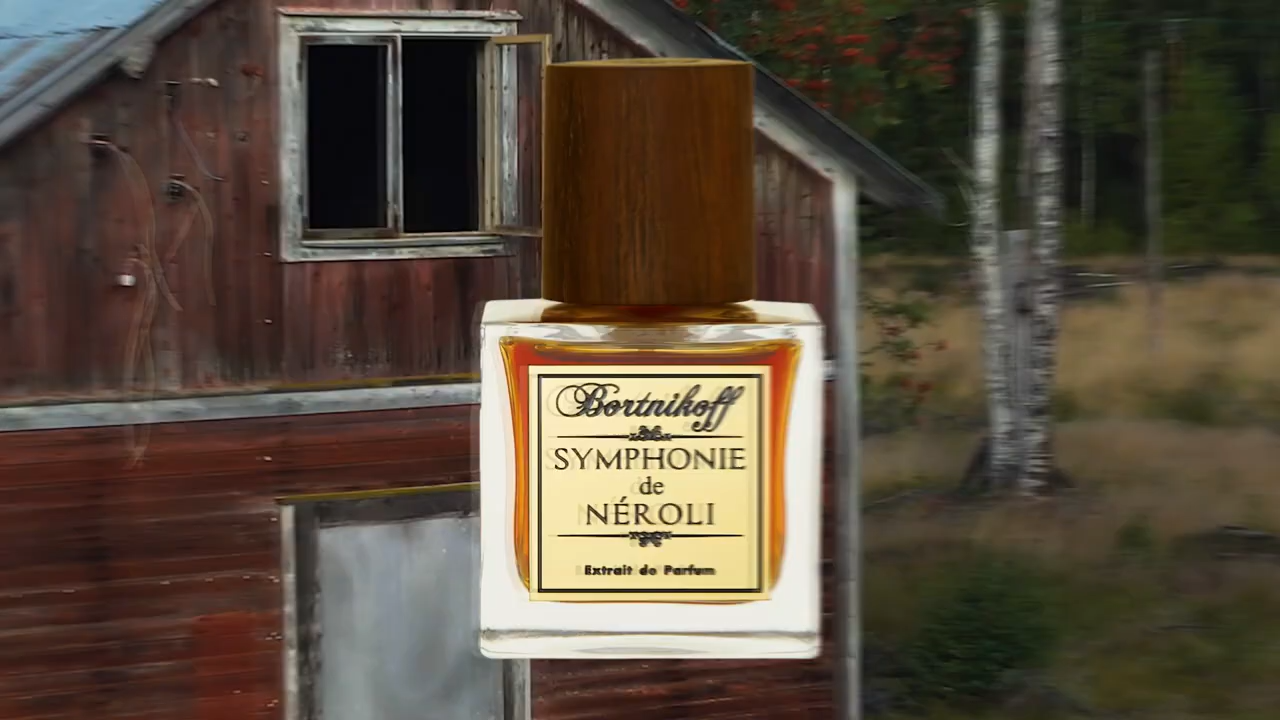 Bortnikoff
SYMPHONIE
de
NÉROLI
Extrait de Parfum